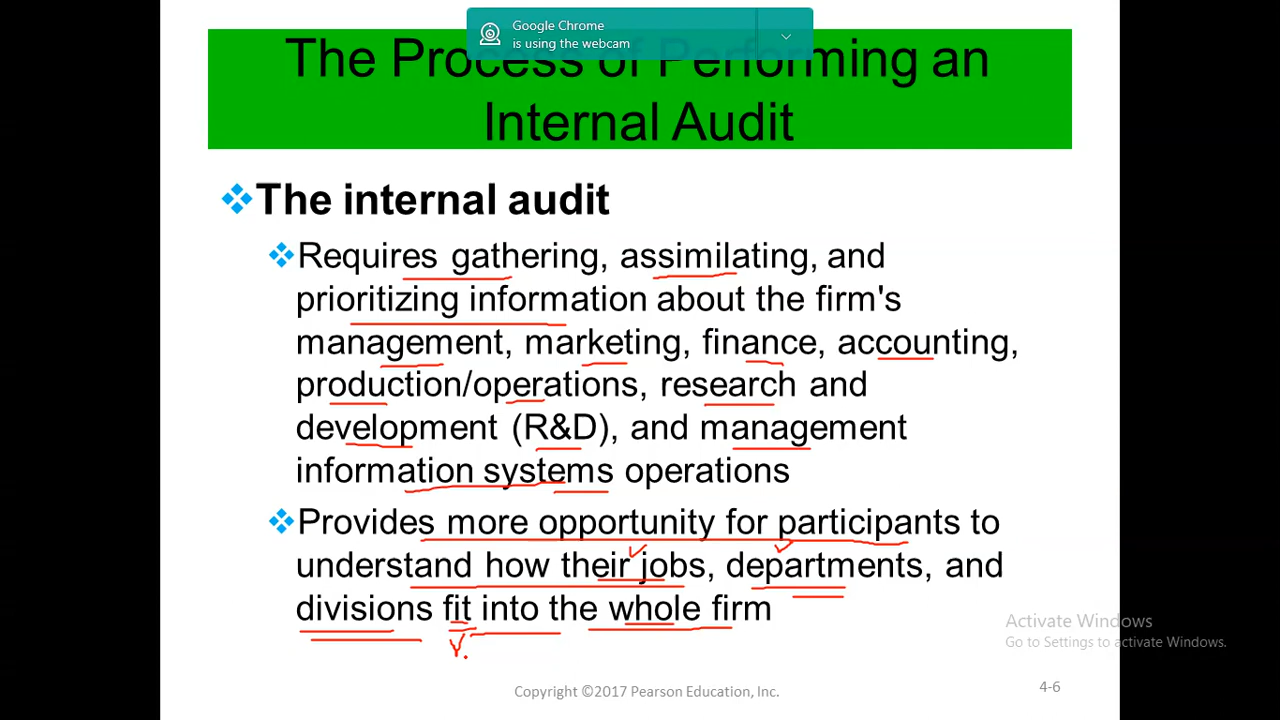 Google Chrome
is using the webcam
The Process of Performing an
Internal Audit
The internal audit
Requires gathering, assimilating, and
prioritizing information about the firm's
management, marketing, finance, accounting,
production/operations, research and
development (R&D), and management
information systems operations
Provides more opportunity for participants to
understand how their jobs, departments, and
divisions fit into the whole firm
Activate Windows
Go to Settings to activate Windows.
Copyright ©2017 Pearson Education, Inc.
4-6